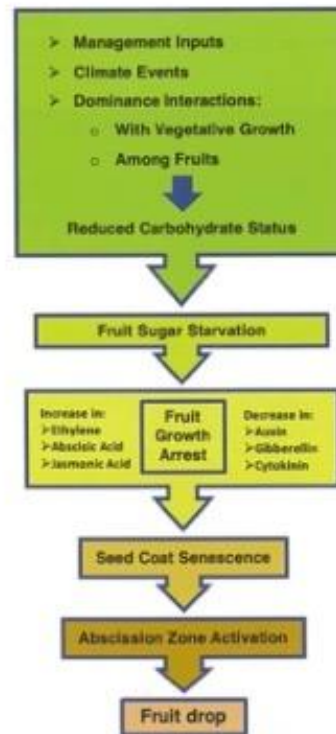 ➢ Management Inputs
➢ Climate Events
➢ Dominance Interactions:
o With Vegetative Growth
o Among Fruits
Reduced Carbohydrate Status
Fruit Sugar Starvation
Increase in:
➢Ethylene
➢Abscisic Acid
➢Jasmonic Acid
Fruit
Growth
Arrest
Decrease in:
➢Auxin
➢Gibberellin
➢Cytokinin
Seed Coat Senescence
Abscission Zone Activation
Fruit drop